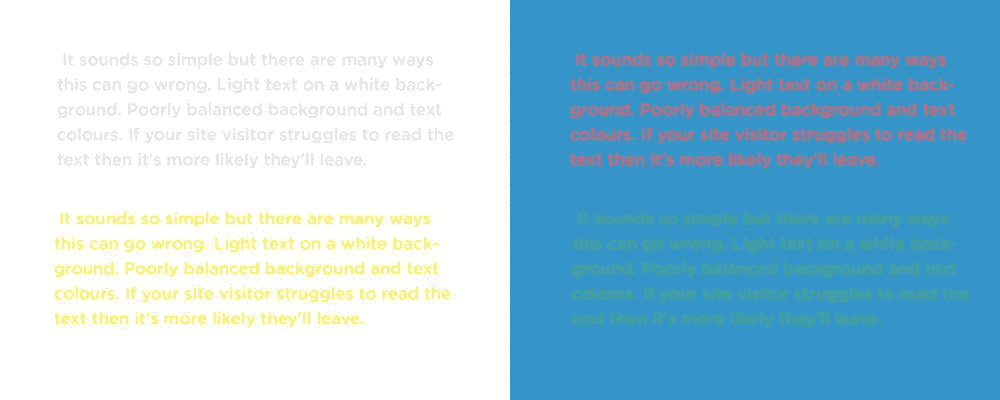 It sounds so simple but there are many ways
this can go wrong. Light text on a white back-
ground. Poorly balanced background and text
colours. If your site visitor struggles to read the
text then it's more likely they'll leave.
It sounds so simple but there are many ways
this can go wrong. Light text on a white back-
ground. Poorly balanced background and text
colours. If your site visitor struggles to read the
text then it's more likely they'll leave.
It sounds so simple but there are many ways
this can go wrong. Light text on a white back-
ground. Poorly balanced background and text
colours. If your site visitor struggles to read the
text then it's more likely they'll leave.
It sounds so simple but there are many ways
this can go wrong. Light text on a white back-
ground. Poorly balanced background and text
colours. If your site visitor struggles to read the
text then it's more likely they'll leave.